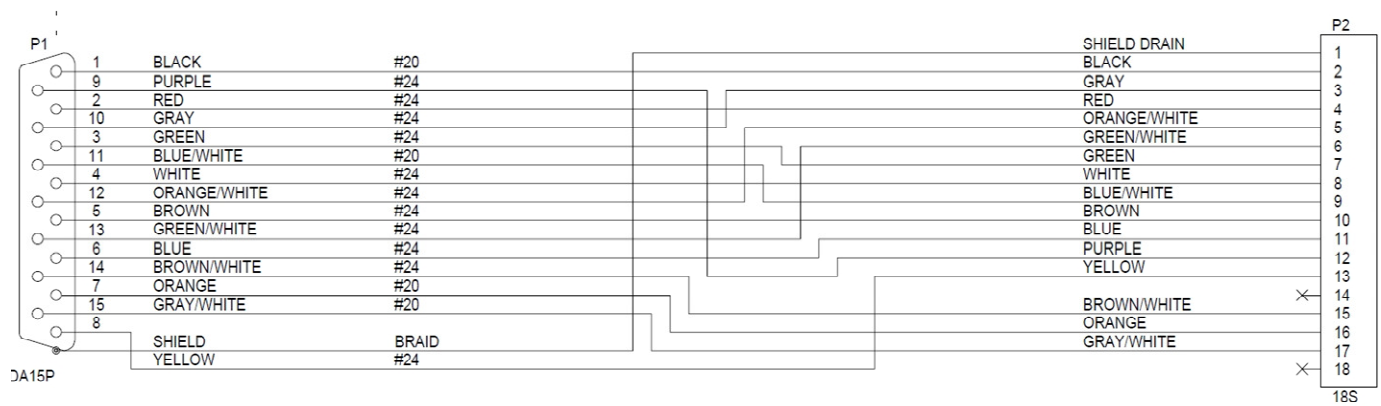 P2
P1
SHIELD DRAIN 1
1 BLACK #20 BLACK 2
9 PURPLE #24 GRAY 3
2 RED #24 RED 4
10 GRAY #24 ORANGE/WHITE 5
3 GREEN #24 GREEN/WHITE 6
11 BLUE/WHITE #20 GREEN 7
4 WHITE #24 WHITE 8
12 ORANGE/WHITE #24 BLUE/WHITE 9
5 BROWN #24 BROWN 10
13 GREEN/WHITE #24 BLUE 11
6 BLUE #24 PURPLE 12
14 BROWN/WHITE #24 YELLOW 13
7 ORANGE #20 14
15 GRAY/WHITE #20 BROWN/WHITE 15
8 ORANGE 16
SHIELD BRAID GRAY/WHITE 17
YELLOW #24 18
DA15P
18S